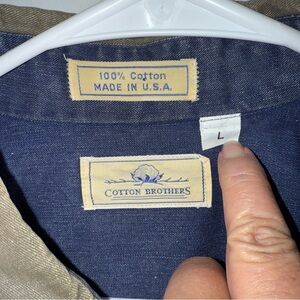 100% Cotton
MADE IN U.S.A.
L
COTTON BROTHERS